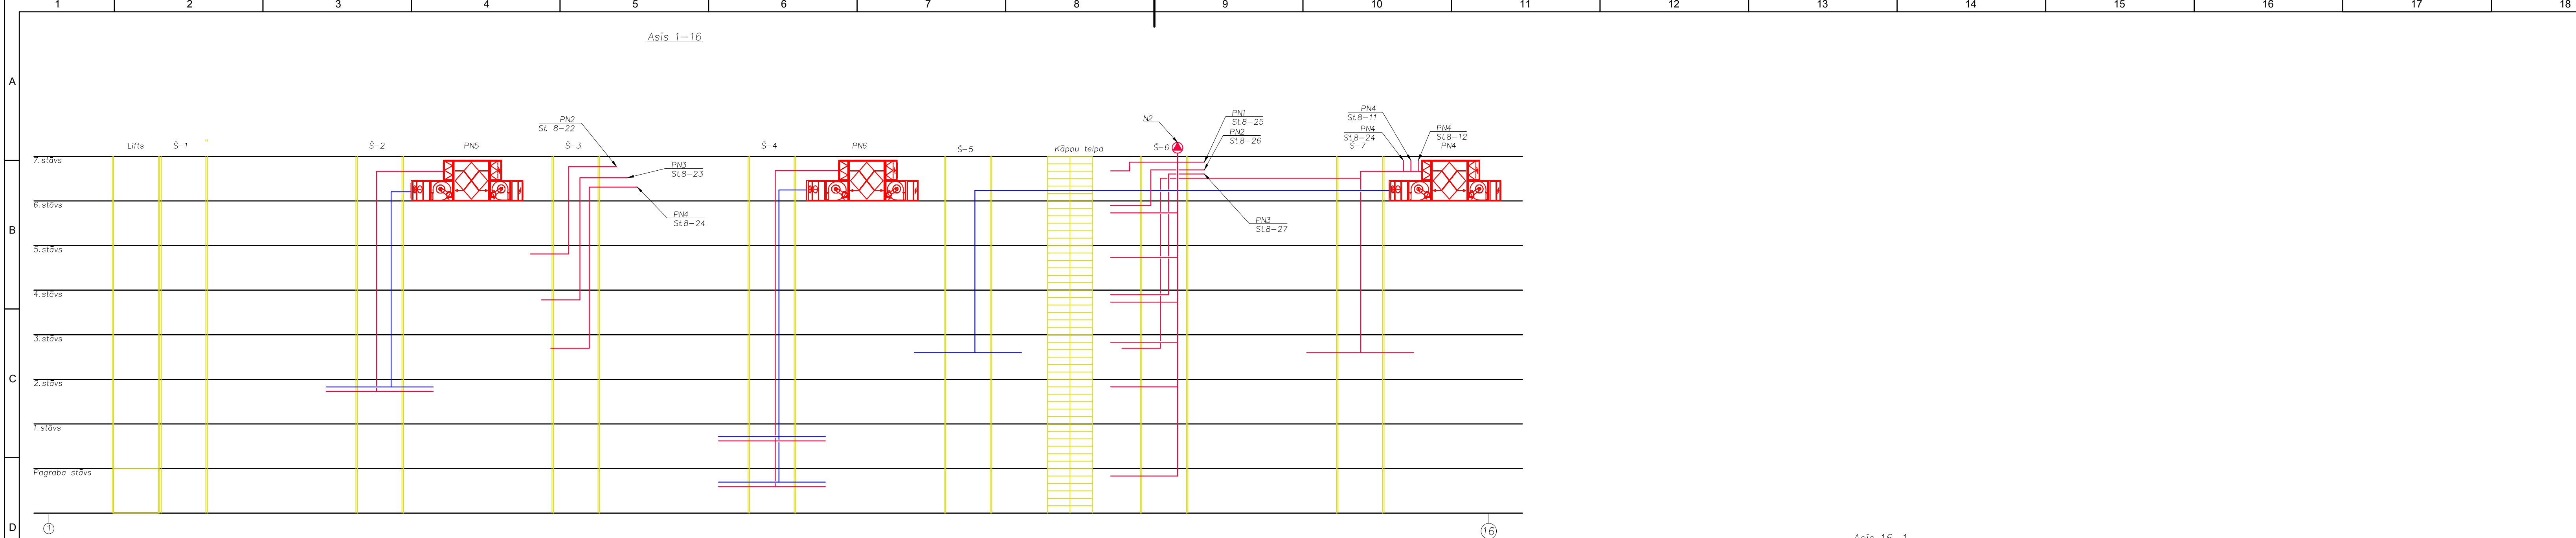 1 2 3 4 5 6 7 8 9 10 11 12 13 14 15 16 17 18
Asīs 1-16
A
PN2
St. 8-22
PN3
St.8-23
PN4
St.8-24
N2
PN1
St.8-25
PN2
St.8-26
PN3
St.8-27
PN4
St.8-11
PN4
St.8-24
PN4
St.8-12
PN4
Lifts Š-1 Š-2 PN5 Š-3 Š-4 PN6 Š-5 Kāpņu telpa Š-6 Š-7
7.stāvs
6.stāvs
B
5.stāvs
4.stāvs
3.stāvs
C
2.stāvs
1.stāvs
Pagraba stāvs
D
1 16
Asīs 16-1